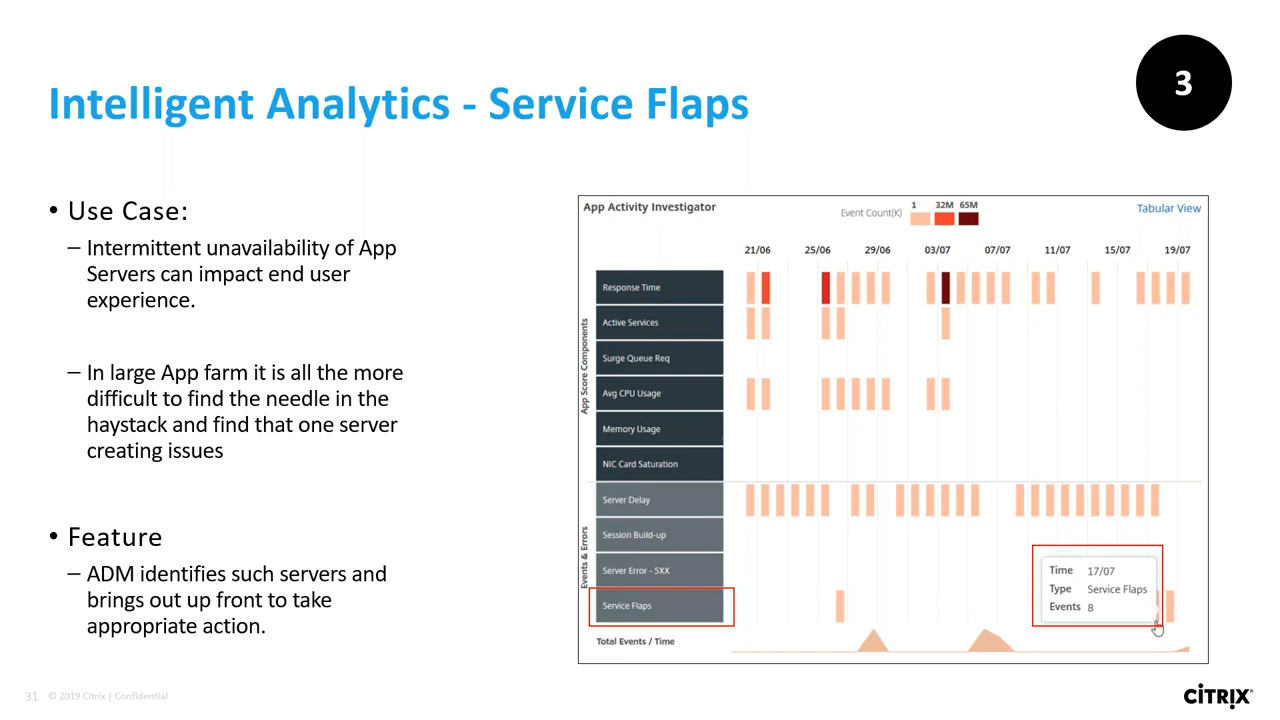 3
Intelligent Analytics - Service Flaps
• Use Case:
– Intermittent unavailability of App
Servers can impact end user
experience.
– In large App farm it is all the more
difficult to find the needle in the
haystack and find that one server
creating issues
• Feature
– ADM identifies such servers and
brings out up front to take
appropriate action.
App Activity Investigator
Event Count(K)
1 32M 65M
Tabular View
21/06 25/06 29/06 03/07 07/07 11/07 15/07 19/07
App Score Components
Response Time
Active Services
Surge Queue Req
Avg CPU Usage
Memory Usage
NIC Card Saturation
Events & Errors
Server Delay
Session Build-up
Server Error - 5XX
Service Flaps
Time 17/07
Type Service Flaps
Events 8
Total Events / Time
31 © 2019 Citrix | Confidential
CITRIX